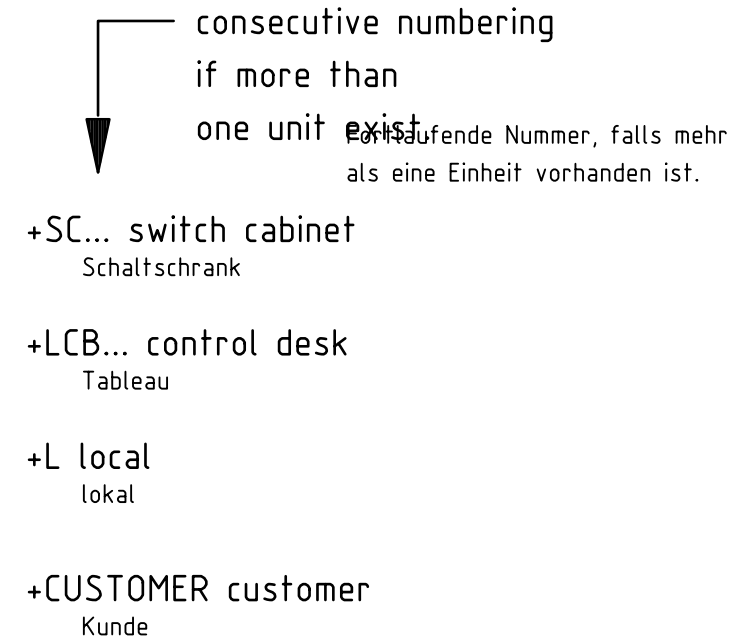 consecutive numbering
if more than
one unit exist.
Fortlaufende Nummer, falls mehr
als eine Einheit vorhanden ist.
+SC... switch cabinet
Schaltschrank
+LCB... control desk
Tableau
+L local
lokal
+CUSTOMER customer
Kunde